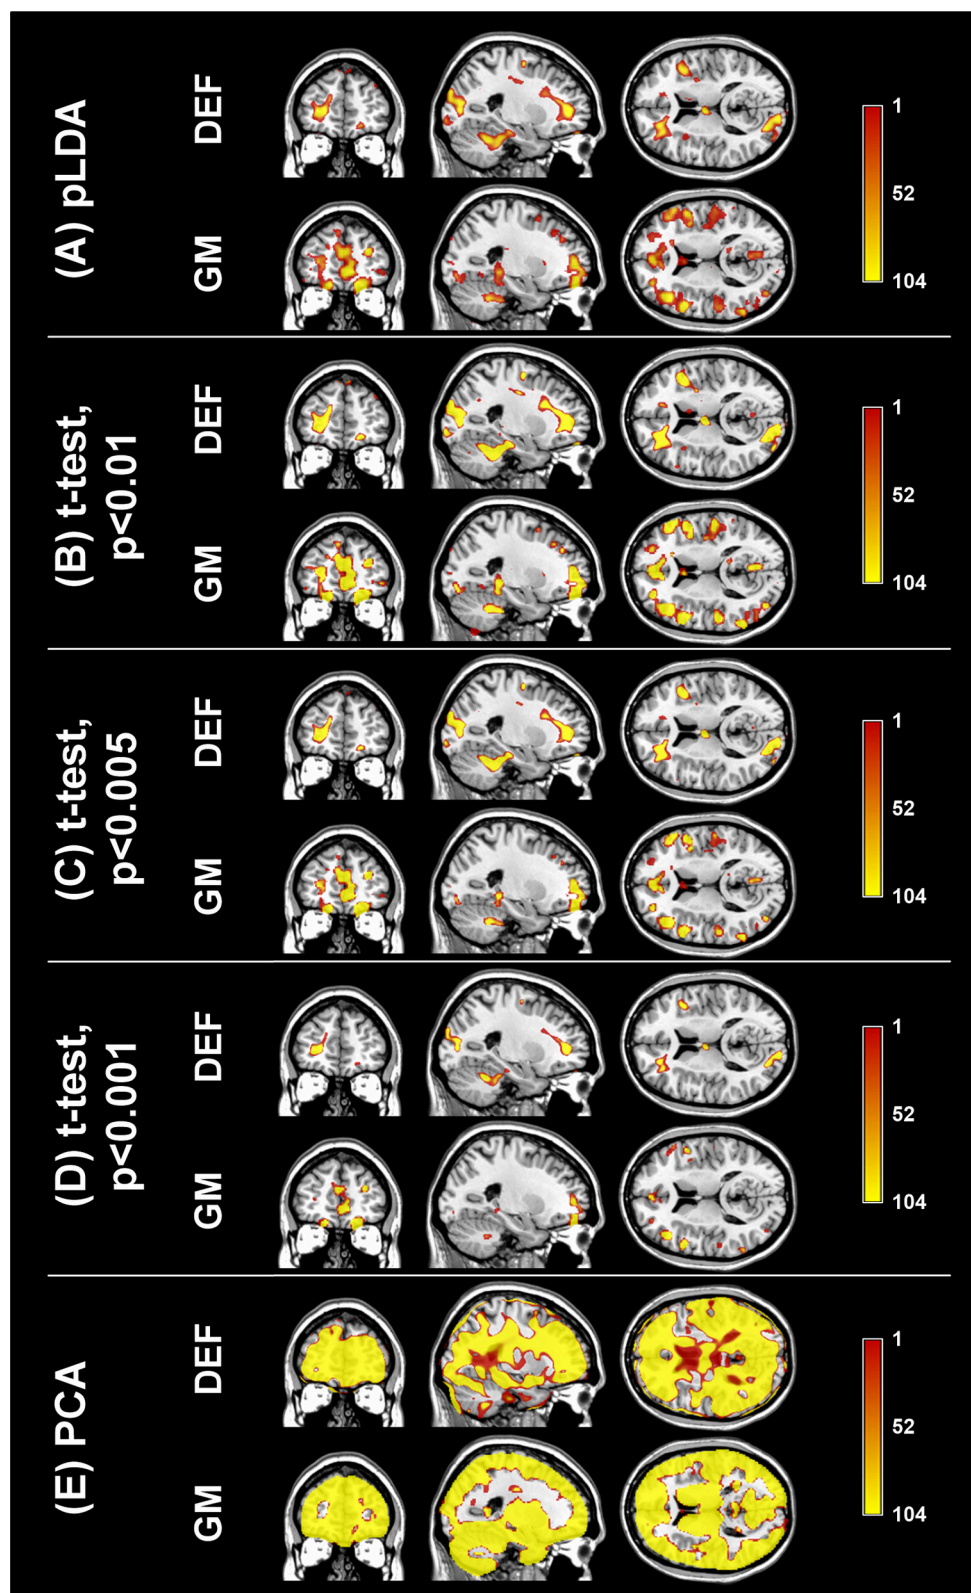 (A) pLDA
DEF
GM
1
52
104
(B) t-test,
p<0.01
DEF
GM
1
52
104
(C) t-test,
p<0.005
DEF
GM
1
52
104
(D) t-test,
p<0.001
DEF
GM
1
52
104
(E) PCA
DEF
GM
1
52
104